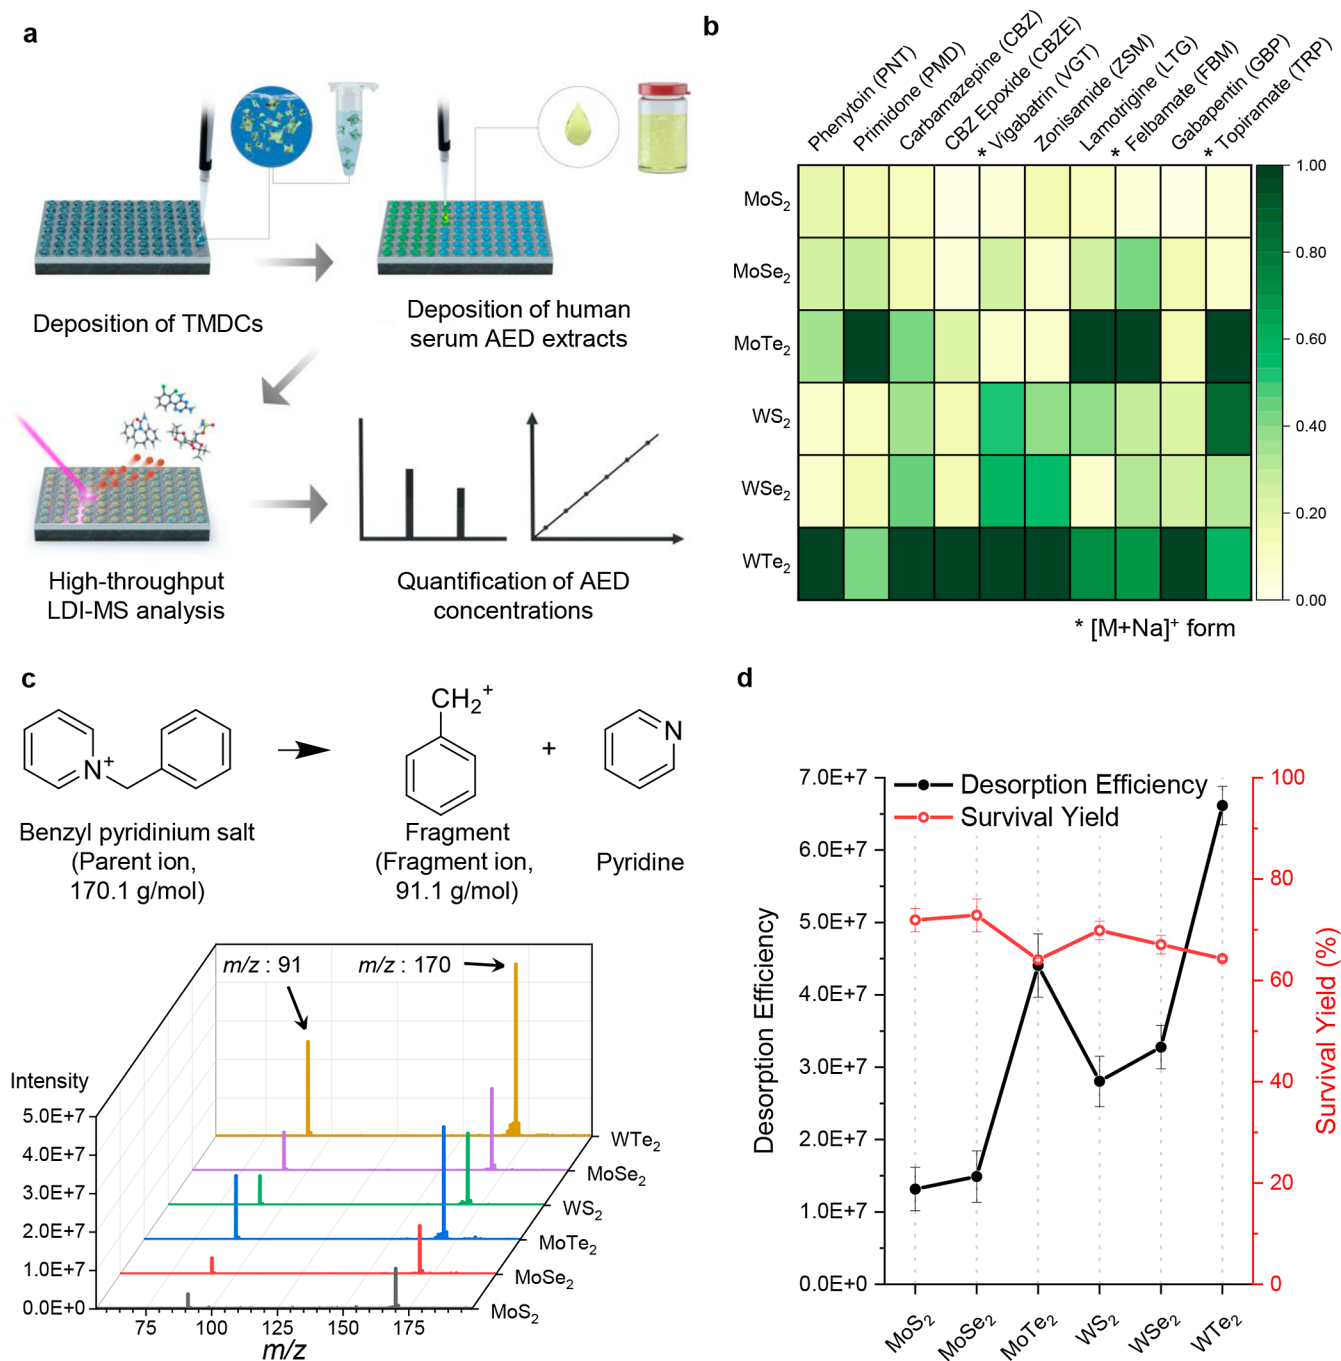 a
Deposition of TMDCs
Deposition of human
serum AED extracts
High-throughput
LDI-MS analysis
Quantification of AED
concentrations
b
Phenytoin (PNT)
Primidone (PMD)
Carbamazepine (CBZ)
CBZ Epoxide (CBZE)
* Vigabatrin (VGT)
Zonisamide (ZSM)
Lamotrigine (LTG)
* Felbamate (FBM)
Gabapentin (GBP)
* Topiramate (TRP)
MoS2
MoSe2
MoTe2
WS2
WSe2
WTe2
1.00
0.80
0.60
0.40
0.20
0.00
* [M+Na]+ form
c
N+
CH2+
+
N
Benzyl pyridinium salt
(Parent ion,
170.1 g/mol)
Fragment
(Fragment ion,
91.1 g/mol)
Pyridine
m/z : 91
m/z : 170
Intensity
5.0E+7
4.0E+7
3.0E+7
2.0E+7
1.0E+7
0.0E+0
75
100
125
150
175
m/z
WTe2
MoSe2
WS2
MoTe2
MoSe2
MoS2
d
Desorption Efficiency
Survival Yield
7.0E+7
6.0E+7
5.0E+7
4.0E+7
3.0E+7
2.0E+7
1.0E+7
0.0E+0
Desorption Efficiency
100
80
60
40
20
0
Survival Yield (%)
MoS2
MoSe2
MoTe2
WS2
WSe2
WTe2